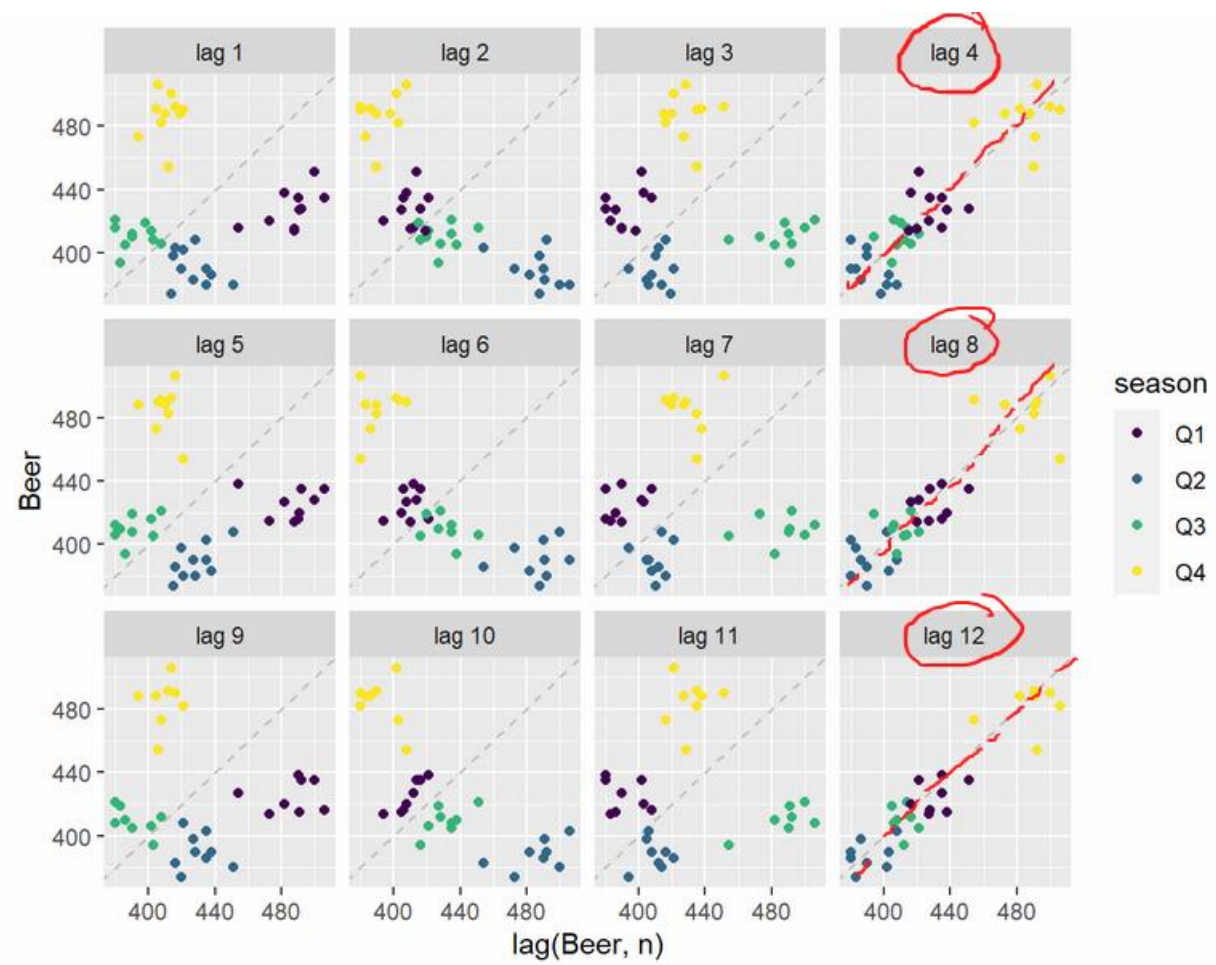 lag 1 lag 2 lag 3 lag 4
480
440
400
lag 5 lag 6 lag 7 lag 8
480
440
400
lag 9 lag 10 lag 11 lag 12
480
440
400
400 440 480 400 440 480 400 440 480 400 440 480
lag(Beer, n)
Beer
season
Q1
Q2
Q3
Q4